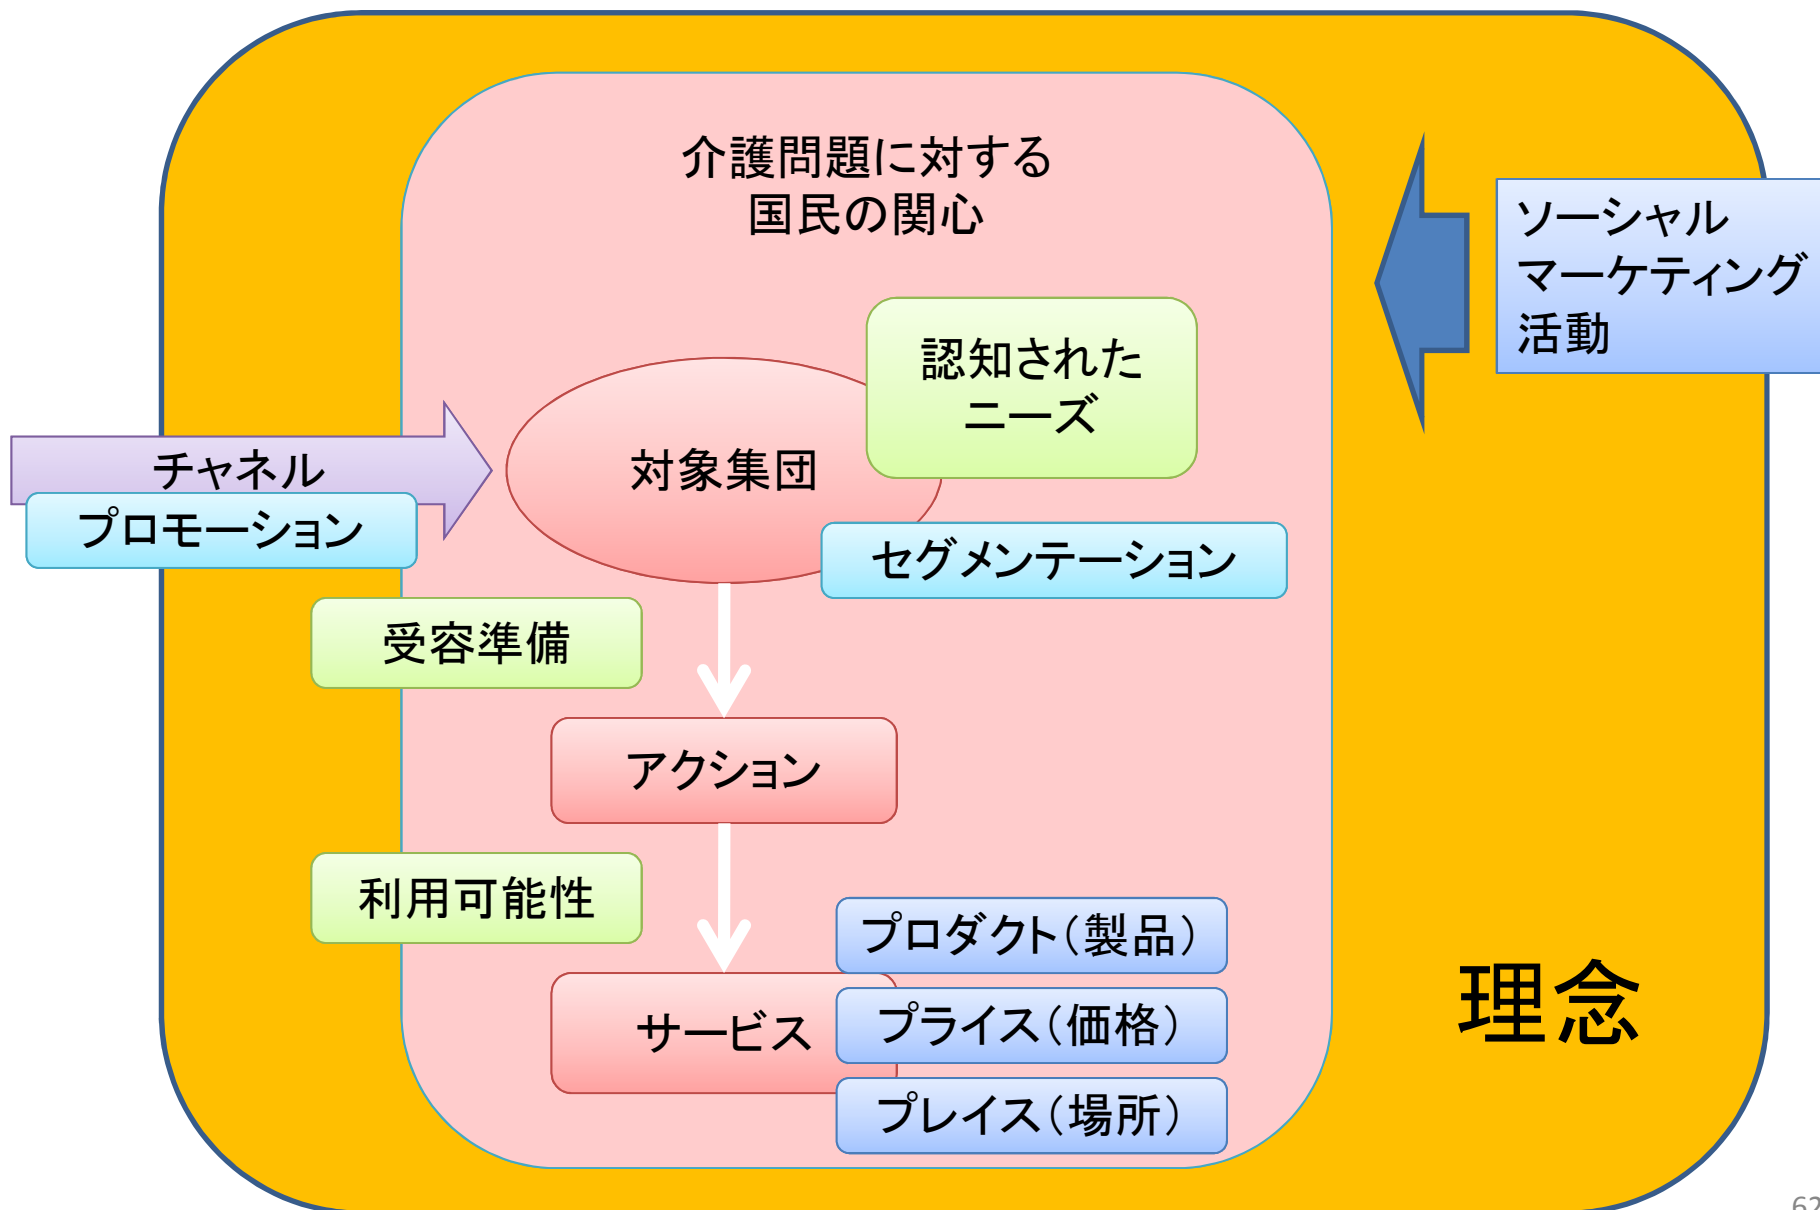 介護問題に対する
国民の関心
ソーシャル
マーケティング
活動
認知された
ニーズ
対象集団
チャネル
プロモーション
セグメンテーション
受容準備
アクション
利用可能性
プロダクト（製品）
サービス
プライス（価格）
プレイス（場所）
理念
62